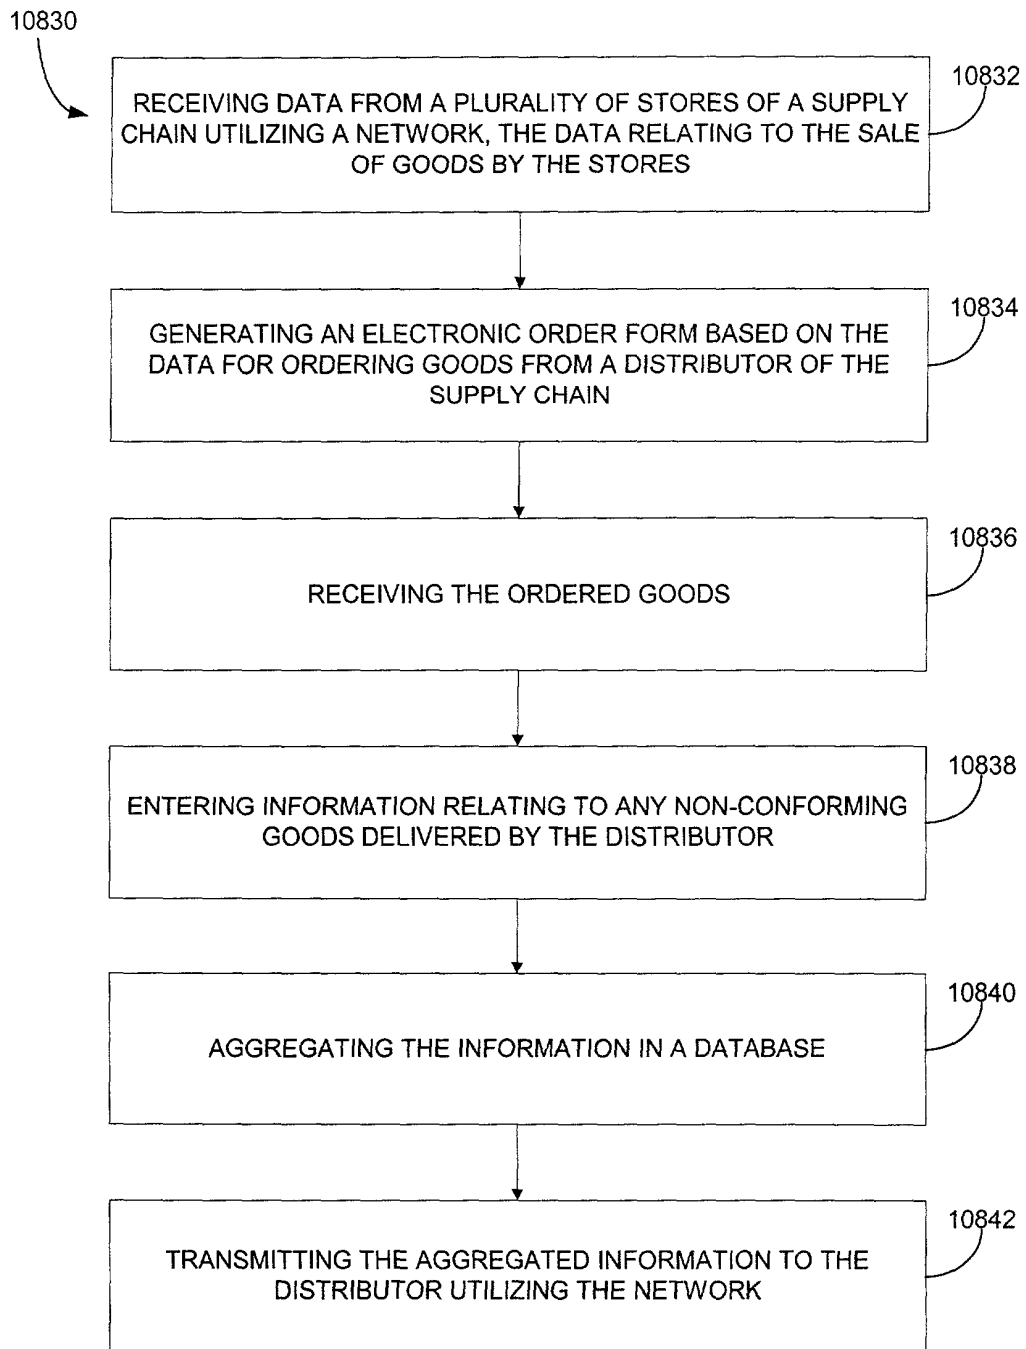 10830
10832
RECEIVING DATA FROM A PLURALITY OF STORES OF A SUPPLY
CHAIN UTILIZING A NETWORK, THE DATA RELATING TO THE SALE
OF GOODS BY THE STORES
10834
GENERATING AN ELECTRONIC ORDER FORM BASED ON THE
DATA FOR ORDERING GOODS FROM A DISTRIBUTOR OF THE
SUPPLY CHAIN
10836
RECEIVING THE ORDERED GOODS
10838
ENTERING INFORMATION RELATING TO ANY NON-CONFORMING
GOODS DELIVERED BY THE DISTRIBUTOR
10840
AGGREGATING THE INFORMATION IN A DATABASE
10842
TRANSMITTING THE AGGREGATED INFORMATION TO THE
DISTRIBUTOR UTILIZING THE NETWORK